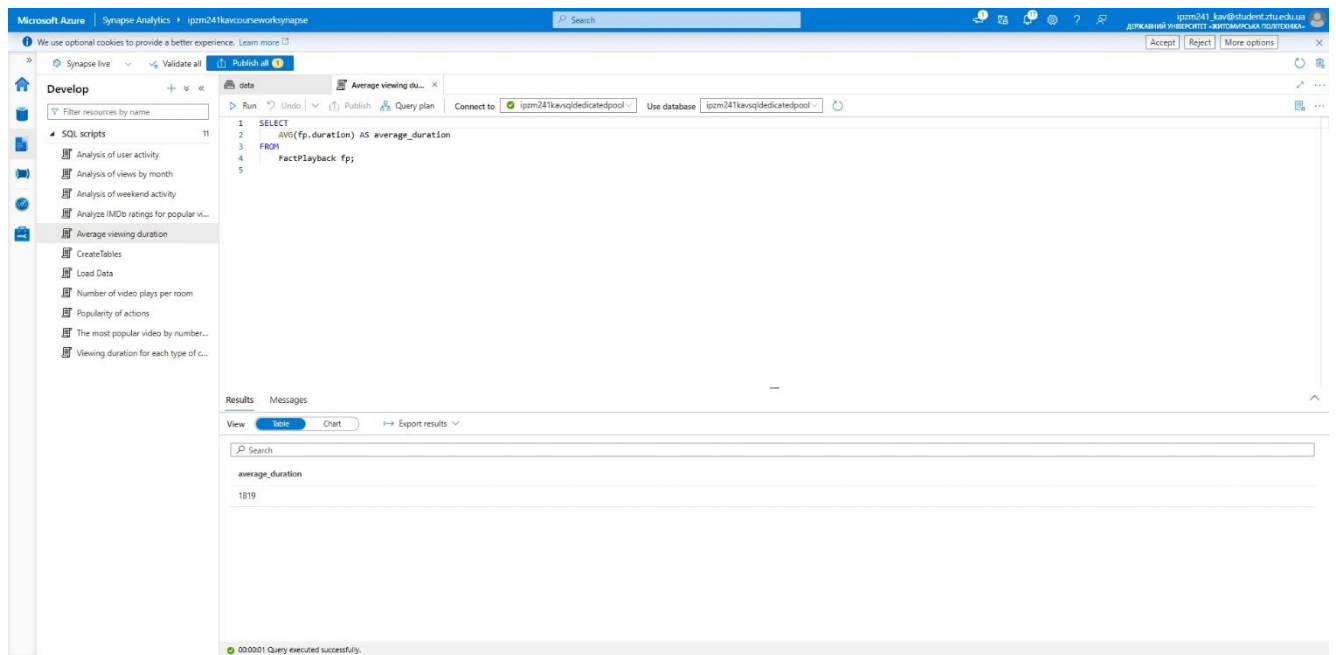 Microsoft Azure | Synapse Analytics ▸ ipzm241kavcourseworksynapse
Search
1
1
ipzm241_kav@student.ztu.edu.ua
ДЕРЖАВНИЙ УНІВЕРСИТЕТ «ЖИТОМИРСЬКА ПОЛІТЕХНІКА»
We use optional cookies to provide a better experience. Learn more
Accept Reject More options
Synapse live Validate all Publish all 1
Develop
Filter resources by name
SQL scripts 11
Analysis of user activity
Analysis of views by month
Analysis of weekend activity
Analyze IMDb ratings for popular vi...
Average viewing duration
CreateTables
Load Data
Number of video plays per room
Popularity of actions
The most popular video by number...
Viewing duration for each type of c...
data Average viewing du...
Run Undo Publish Query plan Connect to ipzm241kavsqldedicatedpool Use database ipzm241kavsqldedicatedpool
1 SELECT
2 AVG(fp.duration) AS average_duration
3 FROM
4 FactPlayback fp;
5
Results Messages
View Table Chart Export results
Search
average_duration
1819
00:00:01 Query executed successfully.